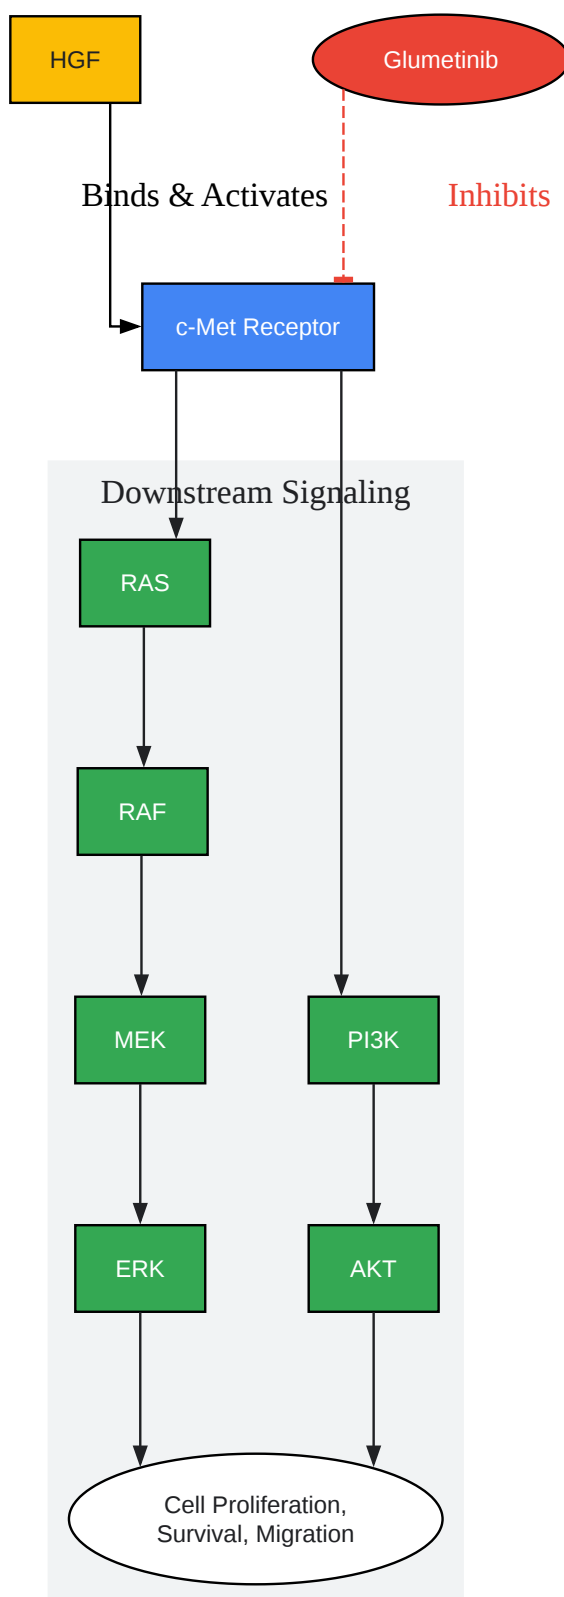 HGF
Glumetinib
Binds & Activates
Inhibits
c-Met Receptor
Downstream Signaling
RAS
RAF
MEK
PI3K
ERK
AKT
Cell Proliferation,
Survival, Migration